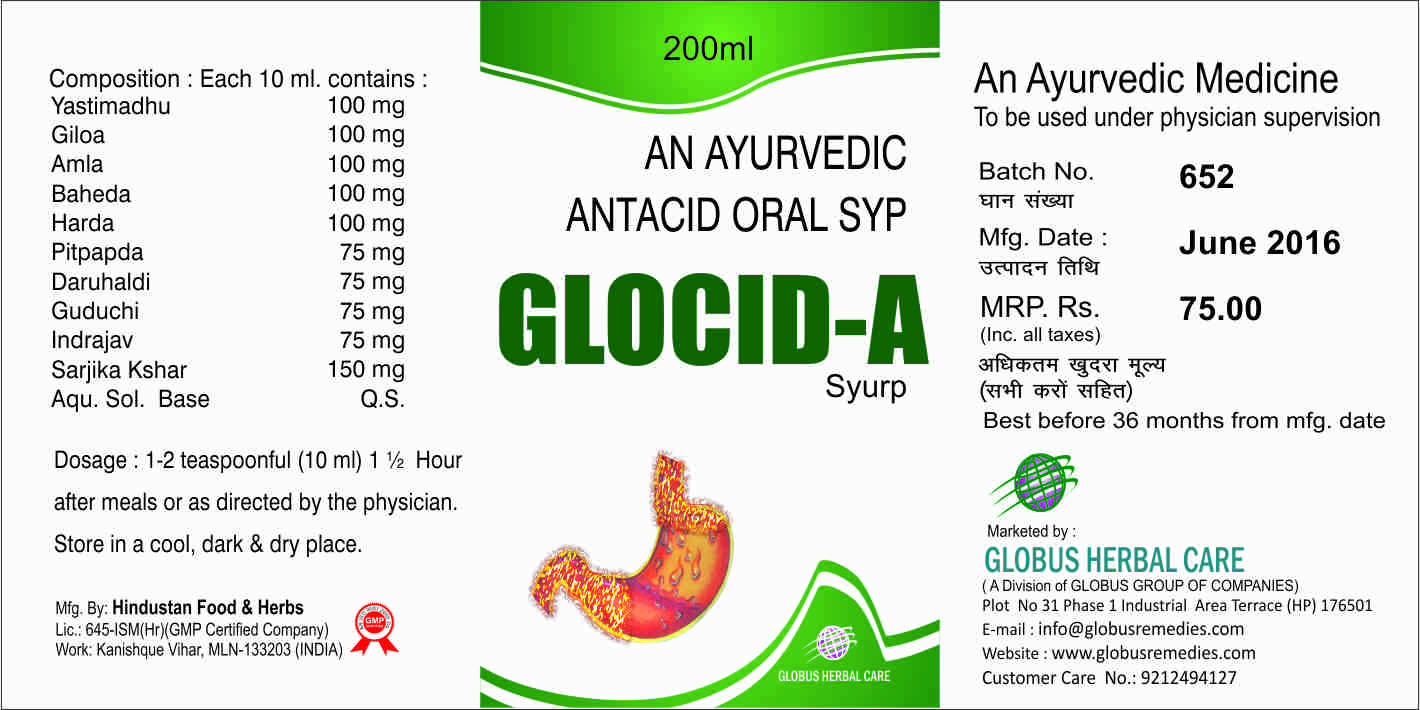 Composition : Each 10 ml. contains :
Yastimadhu 100 mg
Giloa 100 mg
Amla 100 mg
Baheda 100 mg
Harda 100 mg
Pitpapda 75 mg
Daruhaldi 75 mg
Guduchi 75 mg
Indrajav 75 mg
Sarjika Kshar 150 mg
Aqu. Sol. Base Q.S.
Dosage : 1-2 teaspoonful (10 ml) 1 ½ Hour
after meals or as directed by the physician.
Store in a cool, dark & dry place.
Mfg. By: Hindustan Food & Herbs
Lic.: 645-ISM(Hr)(GMP Certified Company)
Work: Kanishque Vihar, MLN-133203 (INDIA)
GMP
200ml
AN AYURVEDIC
ANTACID ORAL SYP
GLOCID-A
Syurp
GLOBUS HERBAL CARE
An Ayurvedic Medicine
To be used under physician supervision
Batch No. 652
घान संख्या
Mfg. Date : June 2016
उत्पादन तिथि
MRP. Rs. 75.00
(Inc. all taxes)
अधिकतम खुदरा मूल्य
(सभी करों सहित)
Best before 36 months from mfg. date
Marketed by :
GLOBUS HERBAL CARE
( A Division of GLOBUS GROUP OF COMPANIES)
Plot No 31 Phase 1 Industrial Area Terrace (HP) 176501
E-mail : info@globusremedies.com
Website : www.globusremedies.com
Customer Care No.: 9212494127